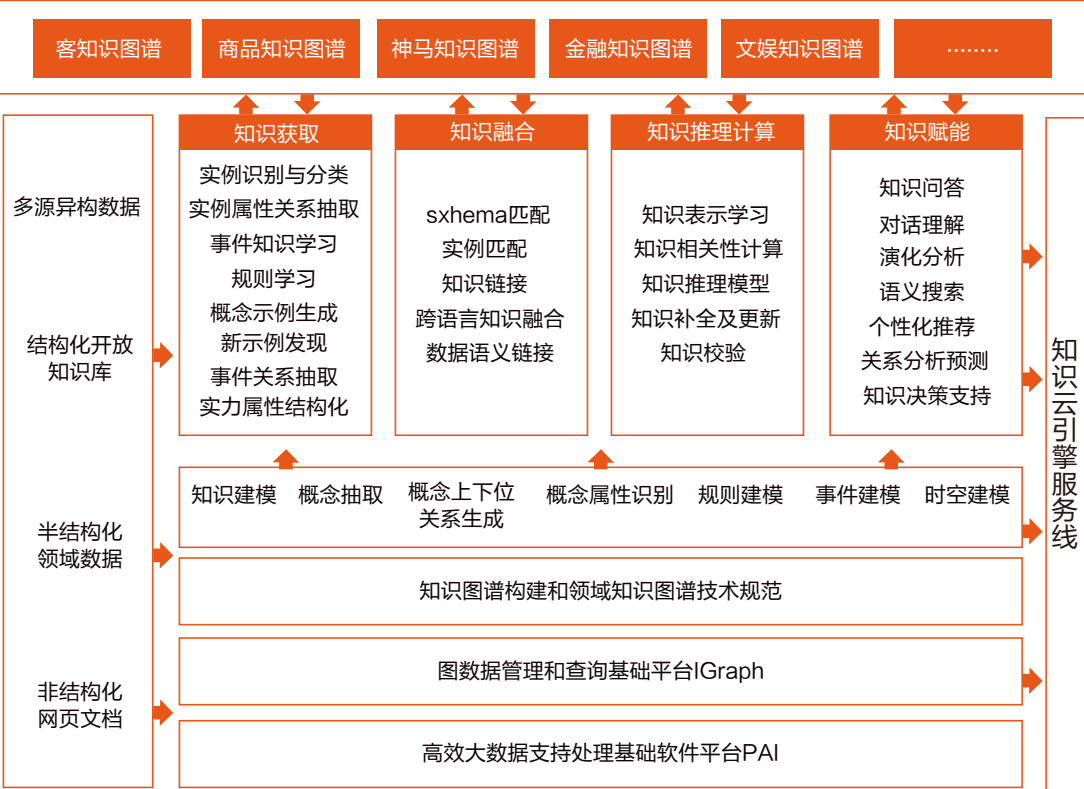 客知识图谱
商品知识图谱
神马知识图谱
金融知识图谱
文娱知识图谱
........
多源异构数据
结构化开放
知识库
半结构化
领域数据
非结构化
网页文档
知识获取
实例识别与分类
实例属性关系抽取
事件知识学习
规则学习
概念示例生成
新示例发现
事件关系抽取
实力属性结构化
知识融合
sxhema匹配
实例匹配
知识链接
跨语言知识融合
数据语义链接
知识推理计算
知识表示学习
知识相关性计算
知识推理模型
知识补全及更新
知识校验
知识赋能
知识问答
对话理解
演化分析
语义搜索
个性化推荐
关系分析预测
知识决策支持
知识建模
概念抽取
概念上下位
关系生成
概念属性识别
规则建模
事件建模
时空建模
知识图谱构建和领域知识图谱技术规范
图数据管理和查询基础平台IGraph
高效大数据支持处理基础软件平台PAI
知识云引擎服务线